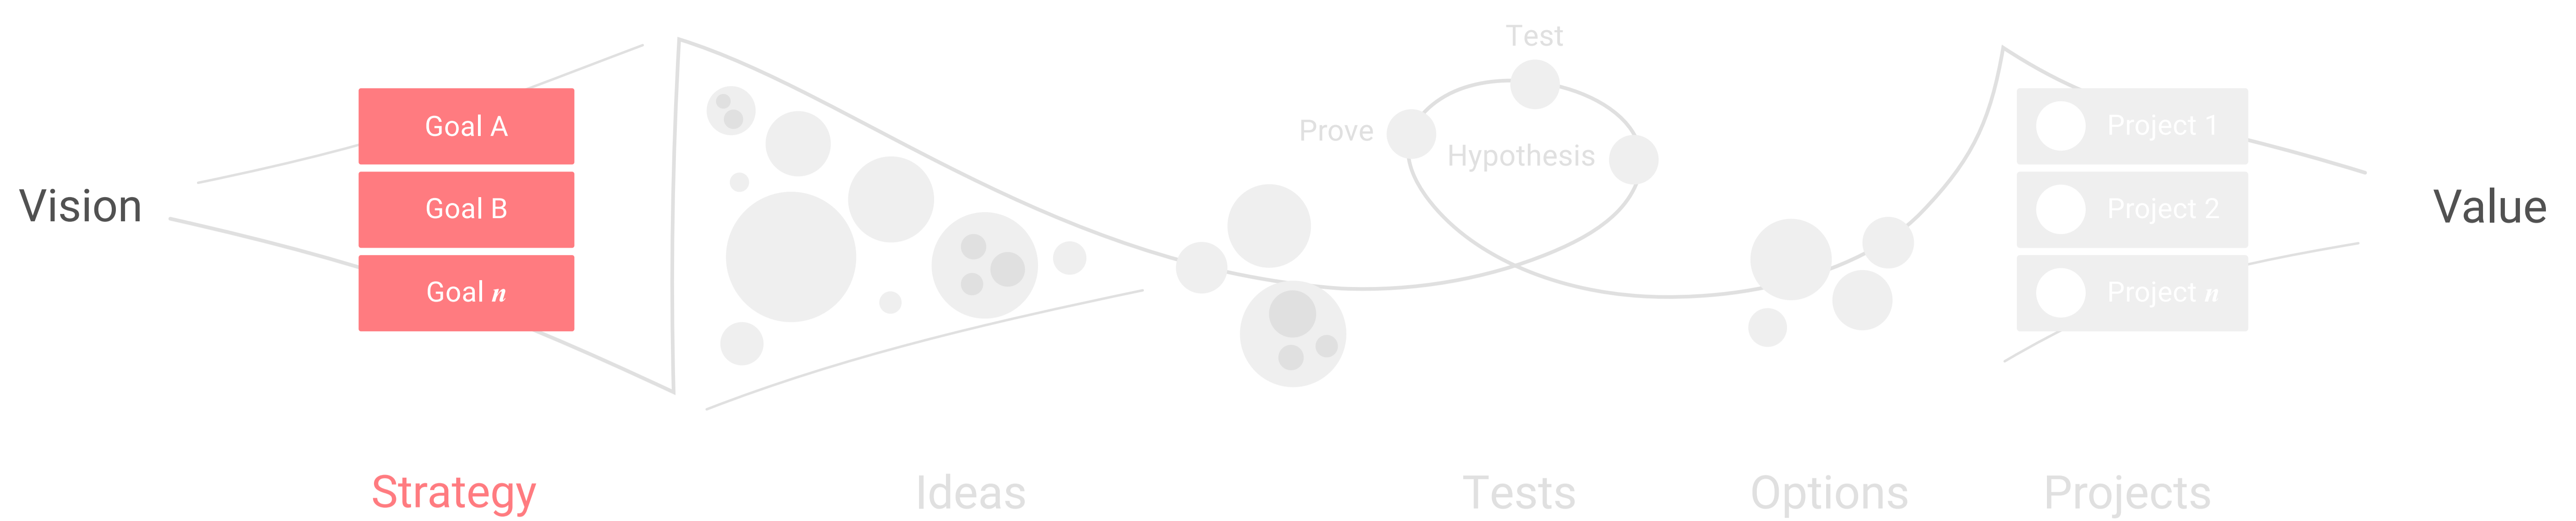 Vision
Goal A
Goal B
Goal n
Test
Prove
Hypothesis
Project 1
Project 2
Project n
Value
Strategy
Ideas
Tests
Options
Projects